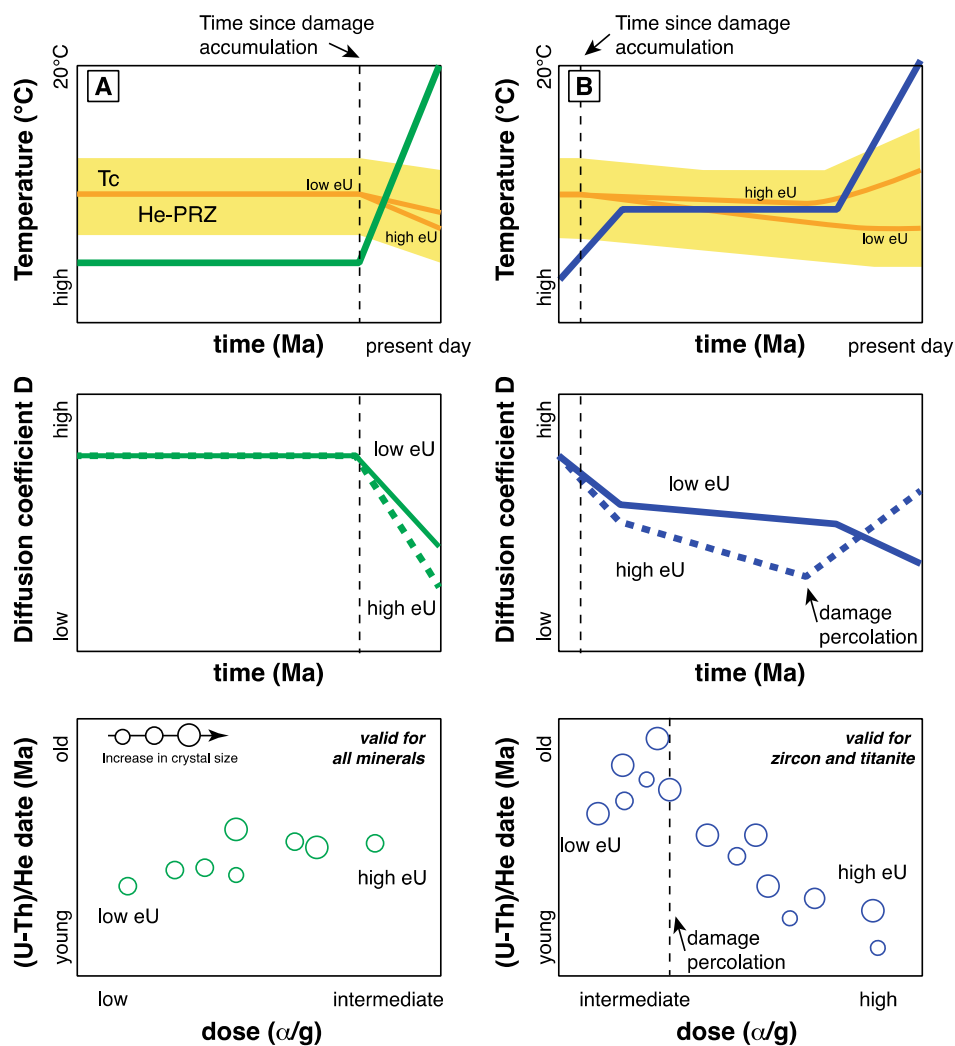 Time since damage
accumulation
Time since damage
accumulation
Temperature (°C)
20°C
high
A
Tc
He-PRZ
low eU
high eU
time (Ma)
present day
Temperature (°C)
20°C
high
B
high eU
low eU
time (Ma)
present day
Diffusion coefficient D
high
low
low eU
high eU
time (Ma)
Diffusion coefficient D
high
low
low eU
high eU
damage
percolation
time (Ma)
(U-Th)/He date (Ma)
old
young
Increase in crystal size
valid for
all minerals
low eU
high eU
low
intermediate
dose (α/g)
(U-Th)/He date (Ma)
old
young
valid for
zircon and titanite
low eU
high eU
damage
percolation
intermediate
high
dose (α/g)